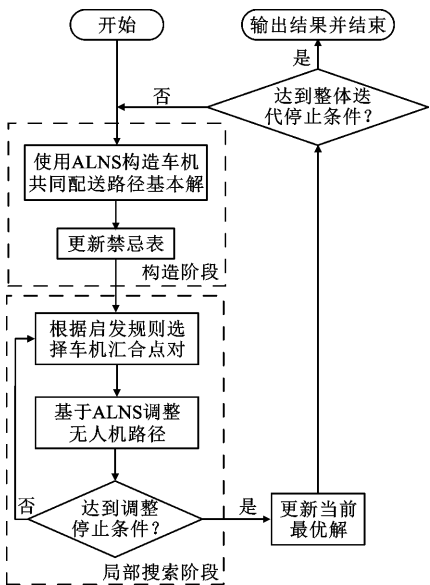 开始
输出结果并结束
是
否
达到整体迭
代停止条件?
使用ALNS构造车机
共同配送路径基本解
更新禁忌表
构造阶段
根据启发规则选
择车机汇合点对
基于ALNS调整
无人机路径
否
达到调整
停止条件?
是
更新当前
最优解
局部搜索阶段